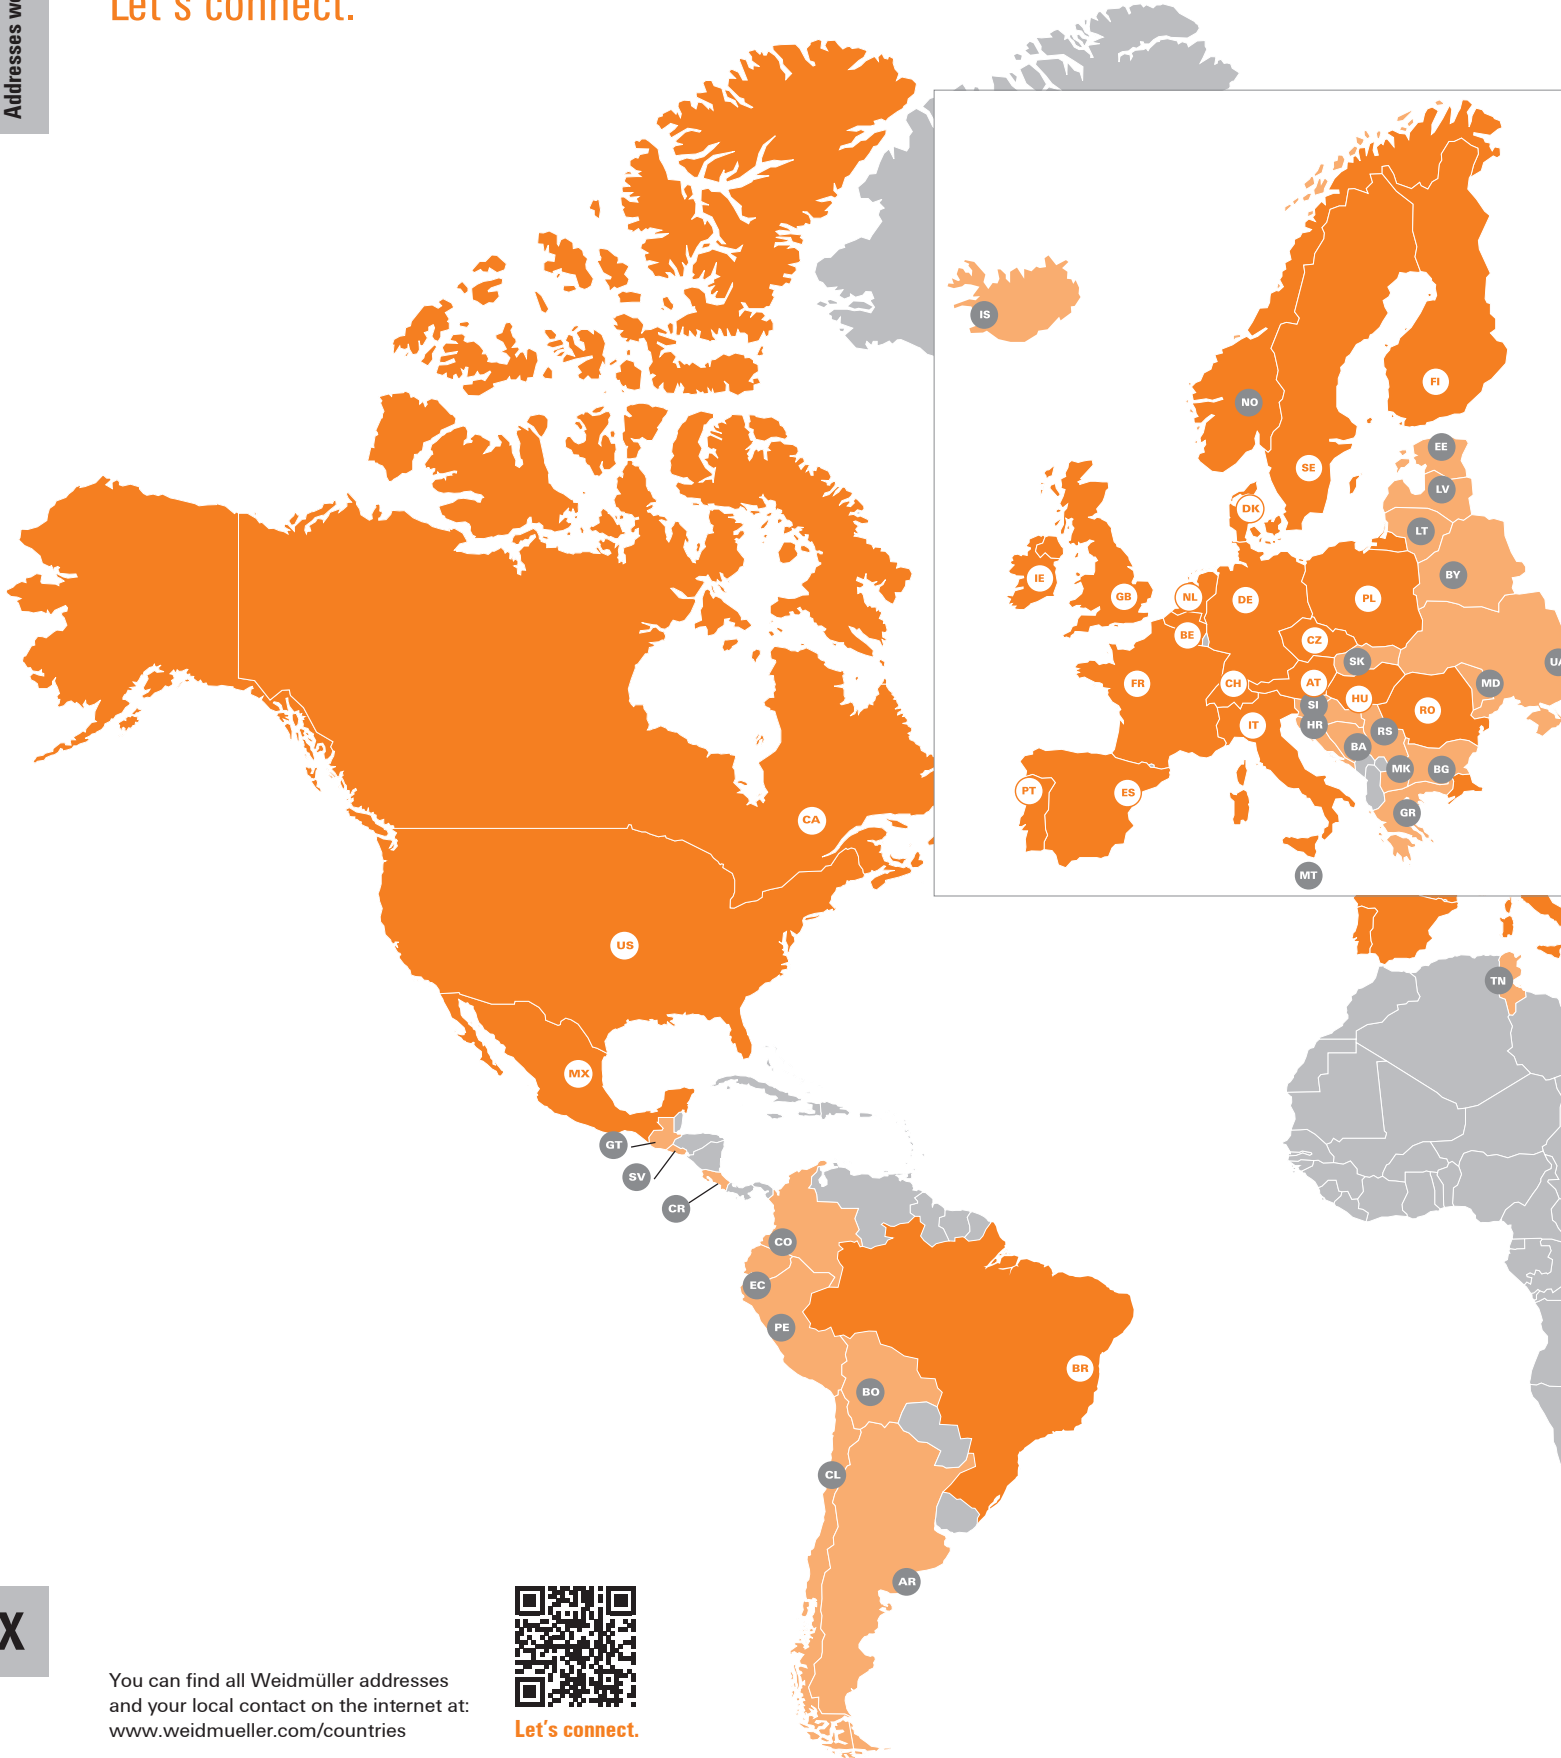 Let's connect.
Addresses
IS
NO
FI
SE
EE
LV
DK
LT
BY
IE
GB
NL
DE
PL
BE
CZ
SK
UA
FR
CH
AT
MD
SI
HU
RO
HR
IT
RS
BA
MK
BG
PT
ES
GR
MT
CA
US
TN
MX
GT
SV
CR
CO
EC
PE
BR
BO
CL
AR
X
You can find all Weidmüller addresses
and your local contact on the internet at:
www.weidmueller.com/countries
Let's connect.